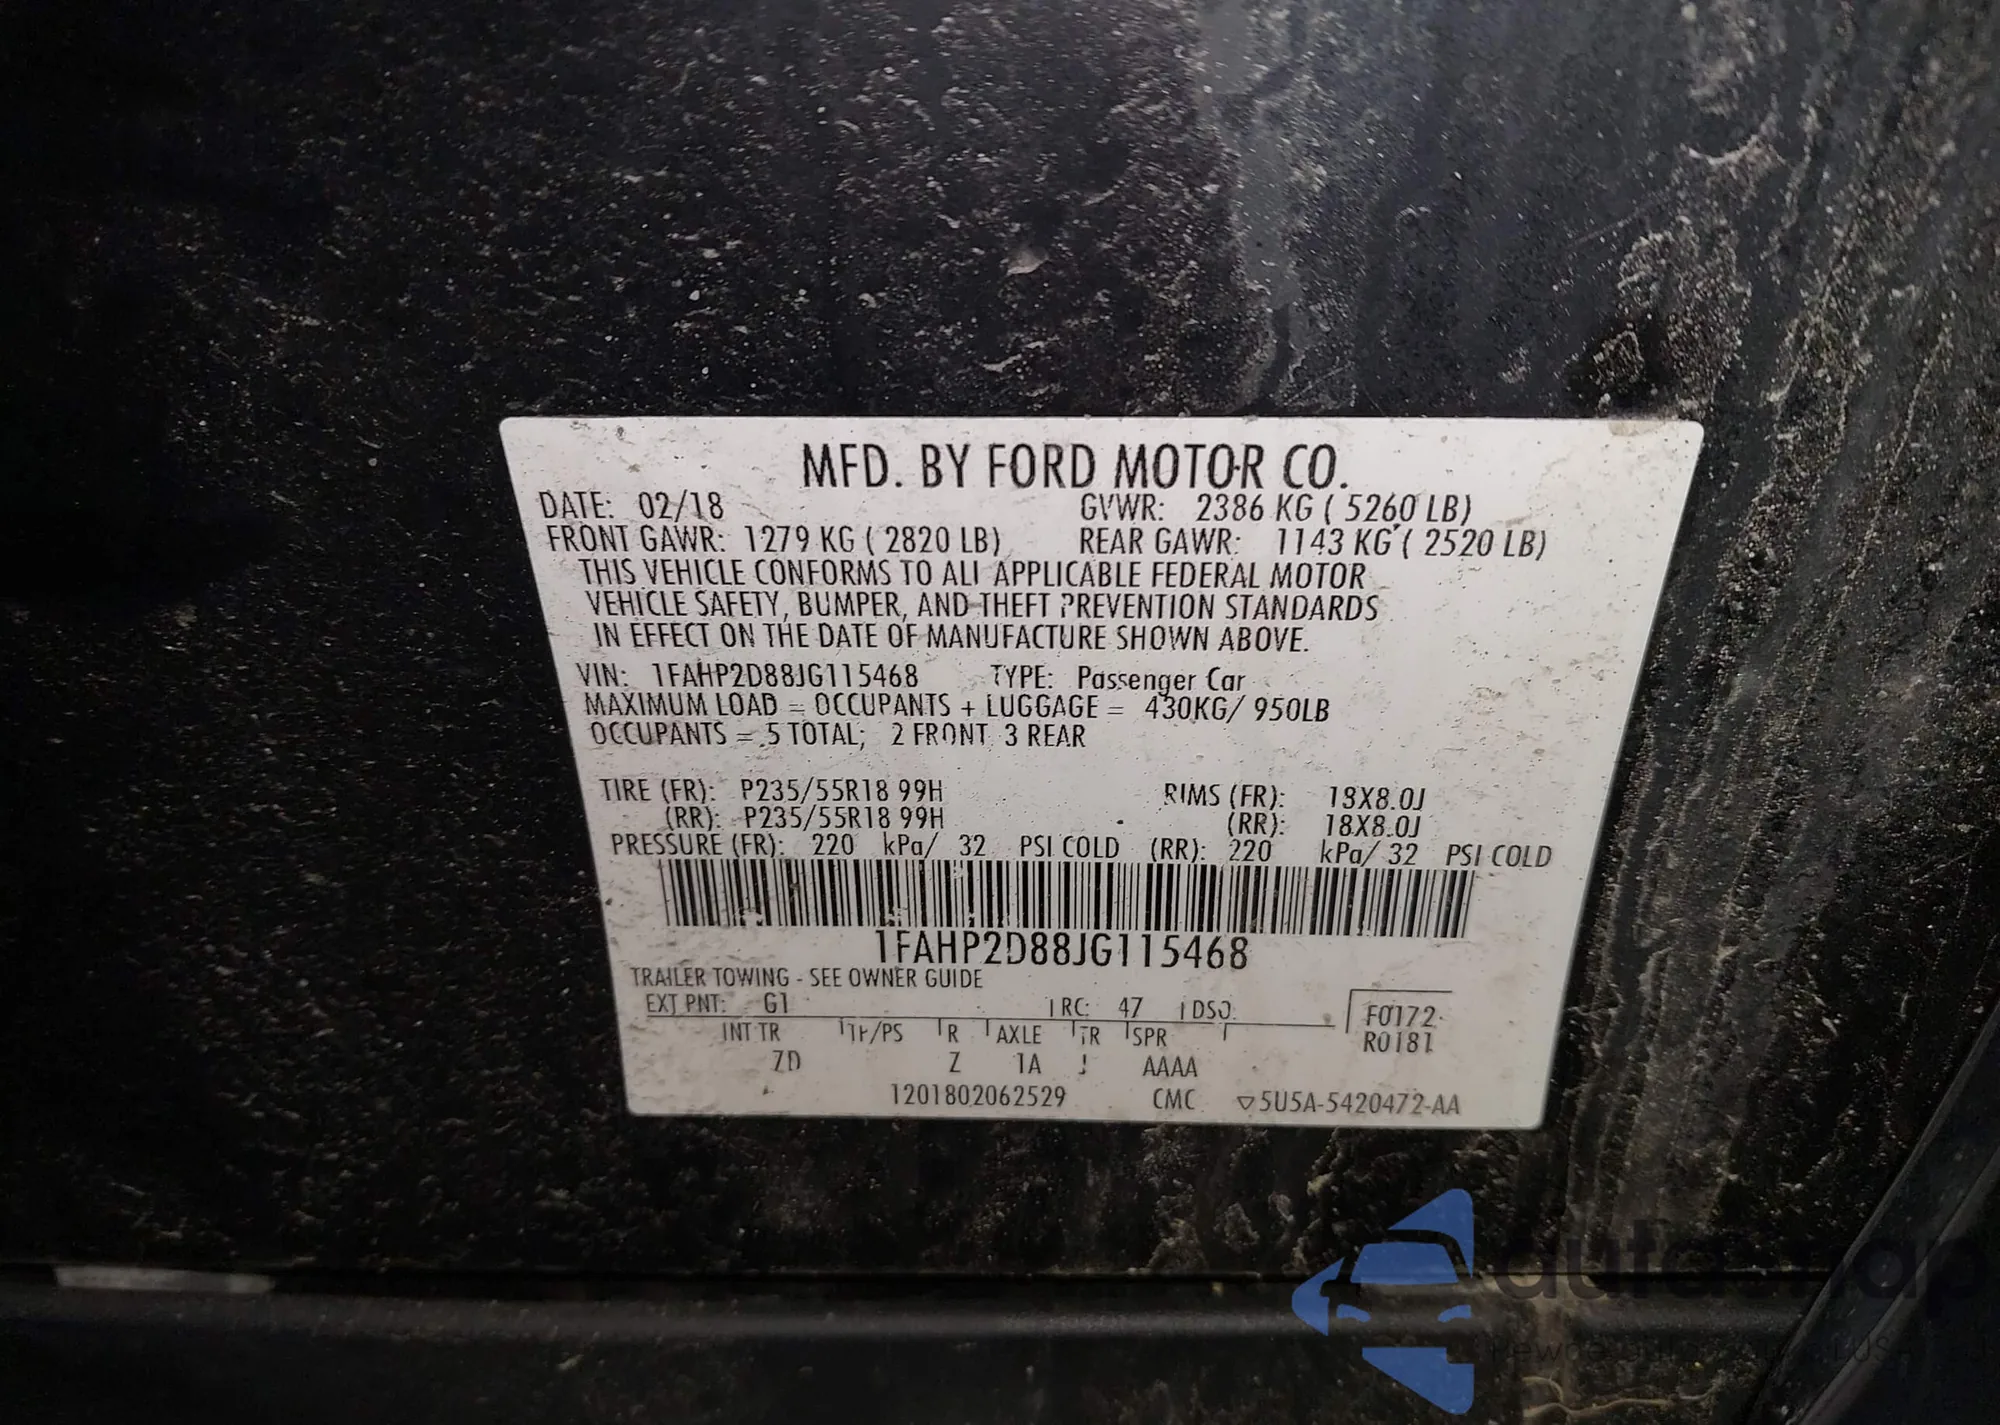 MFD. BY FORD MOTOR CO.
DATE: 02/18 GVWR: 2386 KG ( 5260 LB)
FRONT GAWR: 1279 KG ( 2820 LB) REAR GAWR: 1143 KG ( 2520 LB)
THIS VEHICLE CONFORMS TO ALL APPLICABLE FEDERAL MOTOR
VEHICLE SAFETY, BUMPER, AND THEFT PREVENTION STANDARDS
IN EFFECT ON THE DATE OF MANUFACTURE SHOWN ABOVE.
VIN: 1FAHP2D88JG115468 TYPE: Passenger Car
MAXIMUM LOAD = OCCUPANTS + LUGGAGE = 430KG/ 950LB
OCCUPANTS = 5 TOTAL; 2 FRONT 3 REAR
TIRE (FR): P235/55R18 99H RIMS (FR): 18X8.0J
(RR): P235/55R18 99H (RR): 18X8.0J
PRESSURE (FR): 220 kPa/ 32 PSI COLD (RR): 220 kPa/ 32 PSI COLD
1FAHP2D88JG115468
TRAILER TOWING - SEE OWNER GUIDE
EXT PNT: G1 RC: 47 DSO:
F0172
R0181
INT TR TP/PS R AXLE TR SPR
ZD Z 1A J AAAA
1201802062529 CMC ▽5U5A-5420472-AA